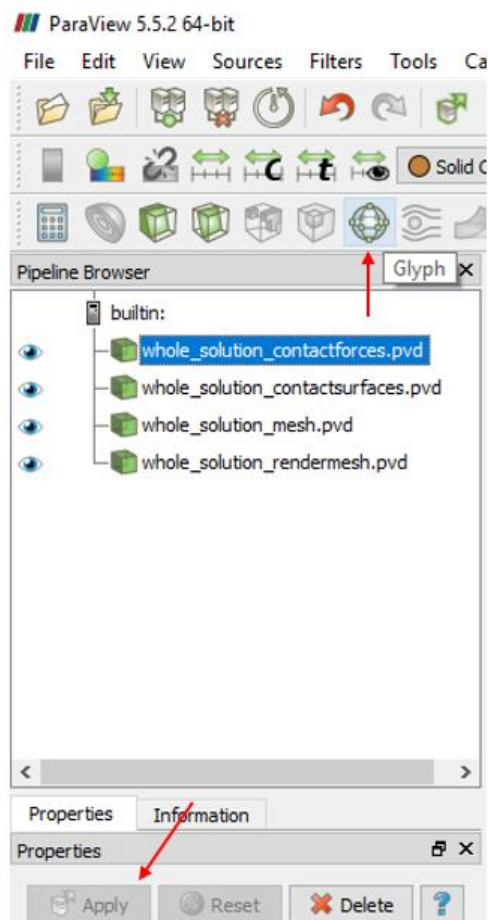 ParaView 5.5.2 64-bit
File Edit View Sources Filters Tools Ca
C t Solid C
Pipeline Browser Glyph
builtin:
whole_solution_contactforces.pvd
whole_solution_contactsurfaces.pvd
whole_solution_mesh.pvd
whole_solution_rendermesh.pvd
Properties Information
Properties
Apply Reset Delete ?